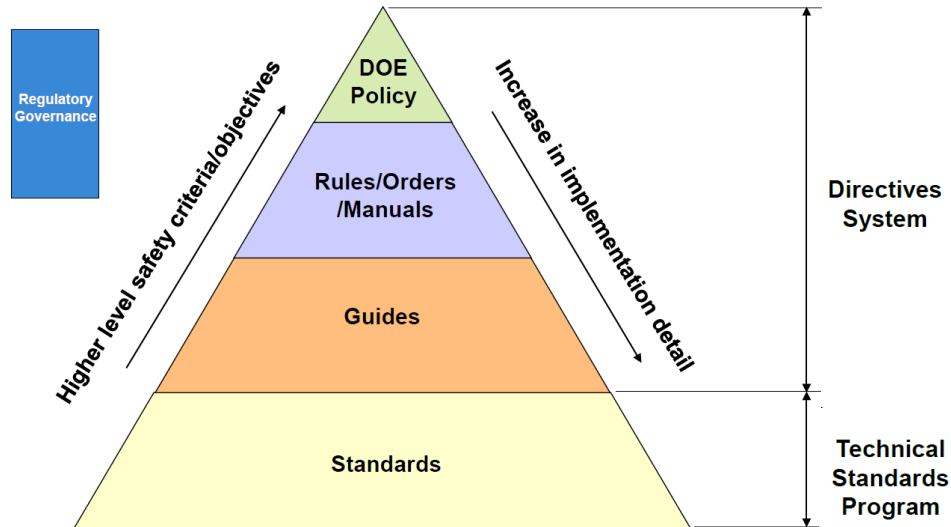 Regulatory
Governance
DOE
Policy
Higher level safety criteria/objectives
Increase in implementation detail
Rules/Orders
/Manuals
Directives
System
Guides
Standards
Technical
Standards
Program